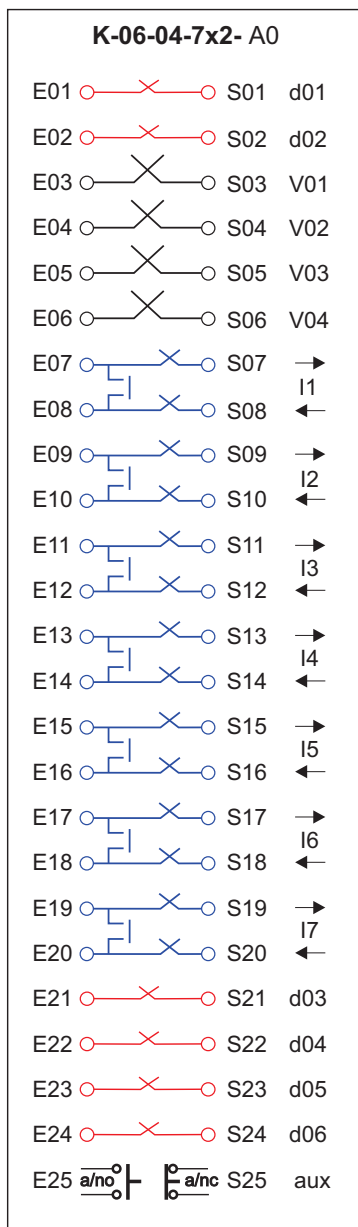 K-06-04-7x2- A0
E01 S01 d01
E02 S02 d02
E03 S03 V01
E04 S04 V02
E05 S05 V03
E06 S06 V04
E07 S07
I1
E08 S08
E09 S09
I2
E10 S10
E11 S11
I3
E12 S12
E13 S13
I4
E14 S14
E15 S15
I5
E16 S16
E17 S17
I6
E18 S18
E19 S19
I7
E20 S20
E21 S21 d03
E22 S22 d04
E23 S23 d05
E24 S24 d06
E25 a/no a/nc S25 aux